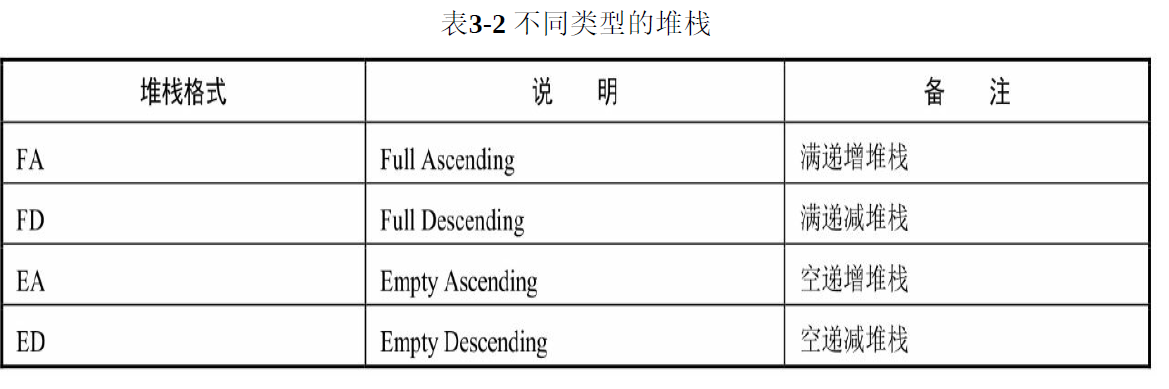 表3-2 不同类型的堆栈
堆栈格式 说 明 备 注
FA Full Ascending 满递增堆栈
FD Full Descending 满递减堆栈
EA Empty Ascending 空递增堆栈
ED Empty Descending 空递减堆栈